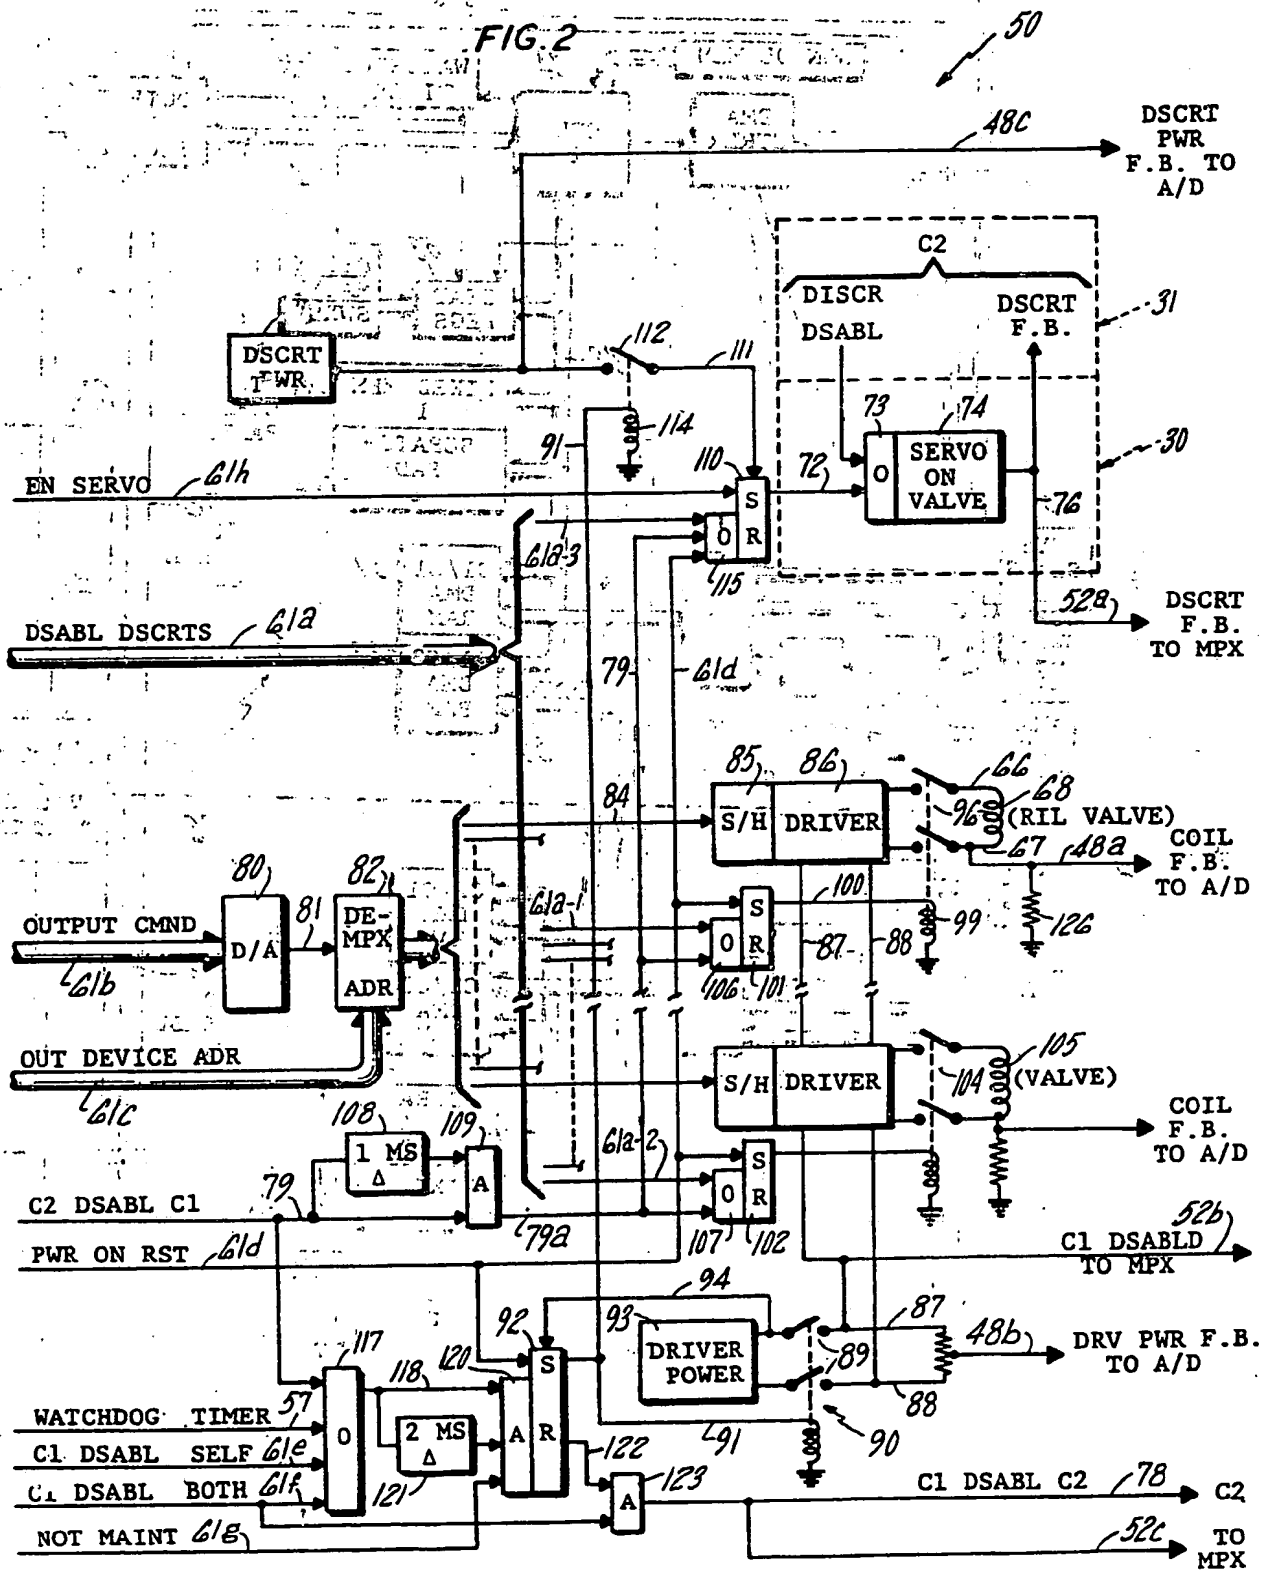 FIG. 2
50
48c
DSCRT
PWR
F.B. TO
A/D
C2
DISCR
DSABL
DSCRT
F.B.
31
DSCRT
PWR
112
111
114
91
110
73
74
30
EN SERVO
61h
S
R
O
72
O
SERVO
ON
VALVE
76
61a-3
115
DSABL DSCRTS
61a
79
61d
52a
DSCRT
F.B.
TO MPX
85
86
66
84
S/H
DRIVER
96
68
(RIL VALVE)
67
48a
COIL
F.B.
TO A/D
80
82
OUTPUT CMND
61b
D/A
81
DE-
MPX
ADR
61a-1
S
O
R
100
99
126
106
101
87
88
OUT DEVICE ADR
61c
S/H
DRIVER
104
105
(VALVE)
108
109
1 MS
Δ
A
61a-2
S
O
R
COIL
F.B.
TO A/D
C2 DSABL C1
79
79a
107
102
52b
PWR ON RST
61d
C1 DSABLD
TO MPX
94
92
93
DRIVER
POWER
89
87
48b
DRV PWR F.B.
TO A/D
117
120
118
S
88
WATCHDOG TIMER
57
O
2 MS
Δ
A
R
91
90
C1 DSABL SELF
61e
121
122
C1 DSABL BOTH
61f
A
123
C1 DSABL C2
78
C2
NOT MAINT
61g
52c
TO
MPX